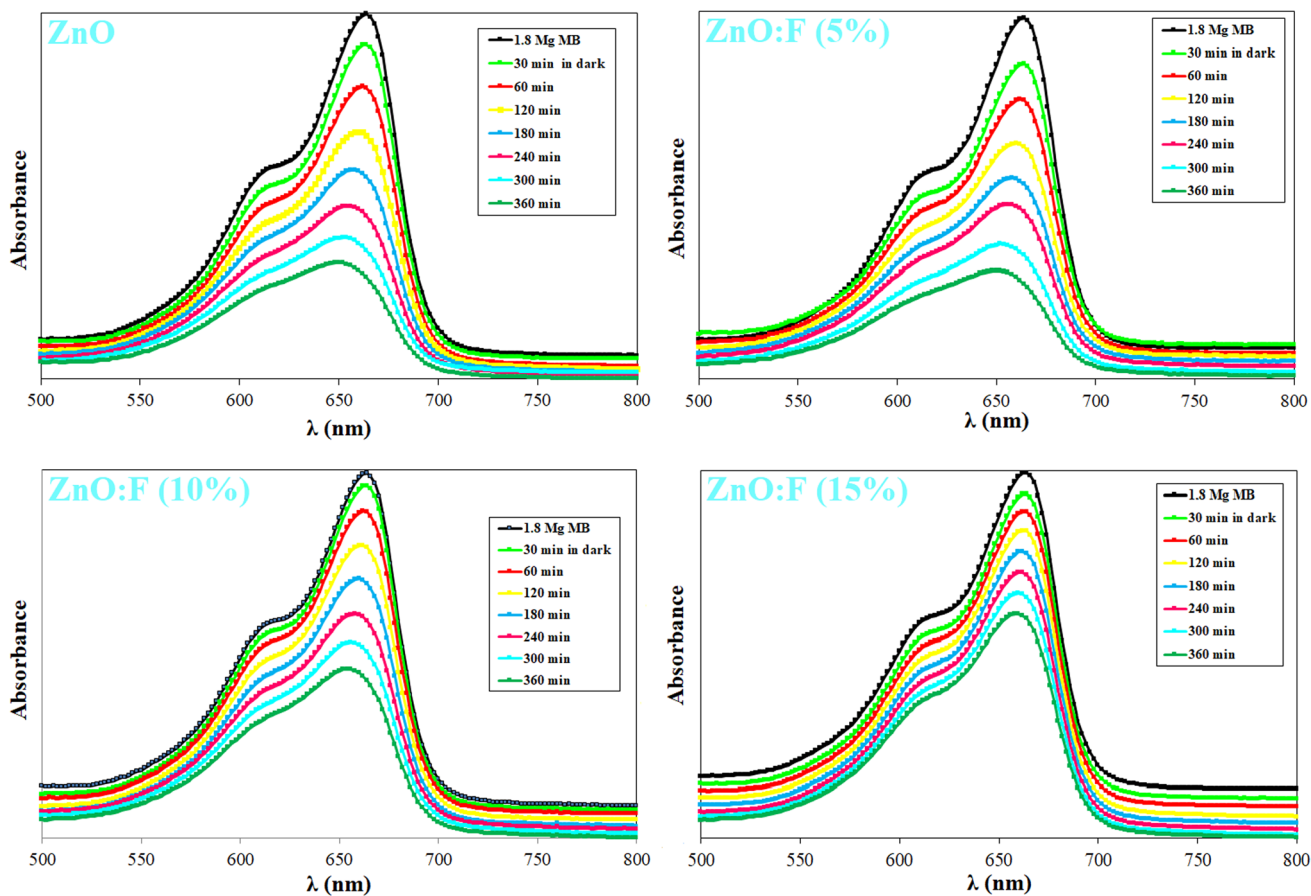 ZnO
1.8 Mg MB
30 min in dark
60 min
120 min
180 min
240 min
300 min
360 min
Absorbance
500 550 600 650 700 750 800
λ (nm)
ZnO:F (5%)
1.8 Mg MB
30 min in dark
60 min
120 min
180 min
240 min
300 min
360 min
Absorbance
500 550 600 650 700 750 800
λ (nm)
ZnO:F (10%)
1.8 Mg MB
30 min in dark
60 min
120 min
180 min
240 min
300 min
360 min
Absorbance
500 550 600 650 700 750 800
λ (nm)
ZnO:F (15%)
1.8 Mg MB
30 min in dark
60 min
120 min
180 min
240 min
300 min
360 min
Absorbance
500 550 600 650 700 750 800
λ (nm)